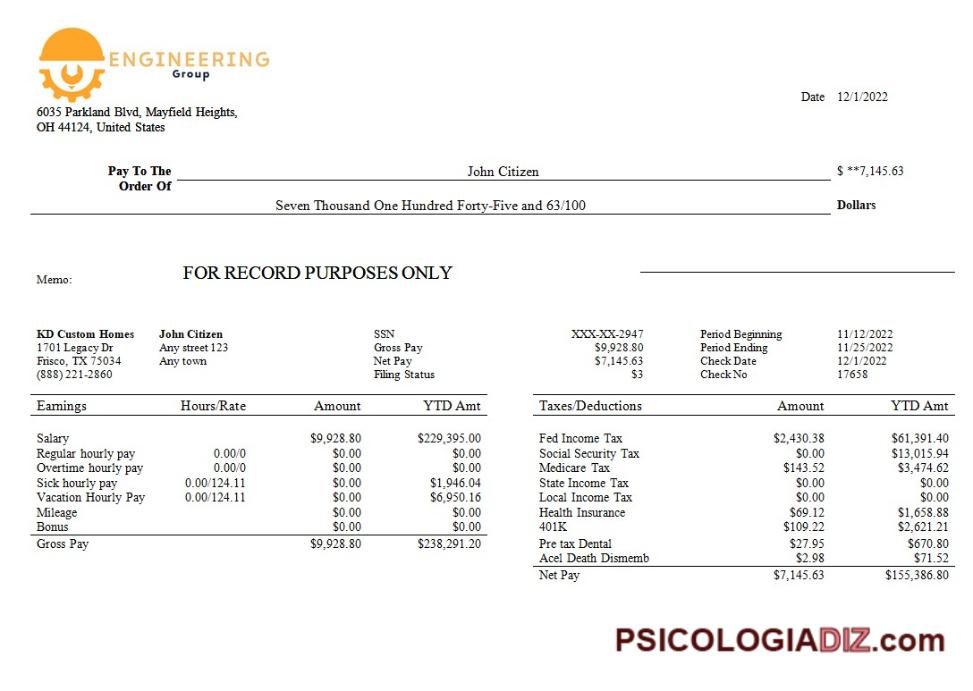 ENGINEERING
Group
6035 Parkland Blvd, Mayfield Heights,
OH 44124, United States
Date 12/1/2022
Pay To The Order Of John Citizen $ **7,145.63
Seven Thousand One Hundred Forty-Five and 63/100 Dollars
Memo: FOR RECORD PURPOSES ONLY
KD Custom Homes John Citizen SSN XXX-XX-2947 Period Beginning 11/12/2022
1701 Legacy Dr Any street 123 Gross Pay $9,928.80 Period Ending 11/25/2022
Frisco, TX 75034 Any town Net Pay $7,145.63 Check Date 12/1/2022
(888) 221-2860 Filing Status $3 Check No 17658
Earnings Hours/Rate Amount YTD Amt Taxes/Deductions Amount YTD Amt
Salary $9,928.80 $229,395.00 Fed Income Tax $2,430.38 $61,391.40
Regular hourly pay 0.00/0 $0.00 $0.00 Social Security Tax $0.00 $13,015.94
Overtime hourly pay 0.00/0 $0.00 $0.00 Medicare Tax $143.52 $3,474.62
Sick hourly pay 0.00/124.11 $0.00 $1,946.04 State Income Tax $0.00 $0.00
Vacation Hourly Pay 0.00/124.11 $0.00 $6,950.16 Local Income Tax $0.00 $0.00
Mileage $0.00 $0.00 Health Insurance $69.12 $1,658.88
Bonus $0.00 $0.00 401K $109.22 $2,621.21
Gross Pay $9,928.80 $238,291.20 Pre tax Dental $27.95 $670.80
Acel Death Dismemb $2.98 $71.52
Net Pay $7,145.63 $155,386.80
PSICOLOGIADIZ.com